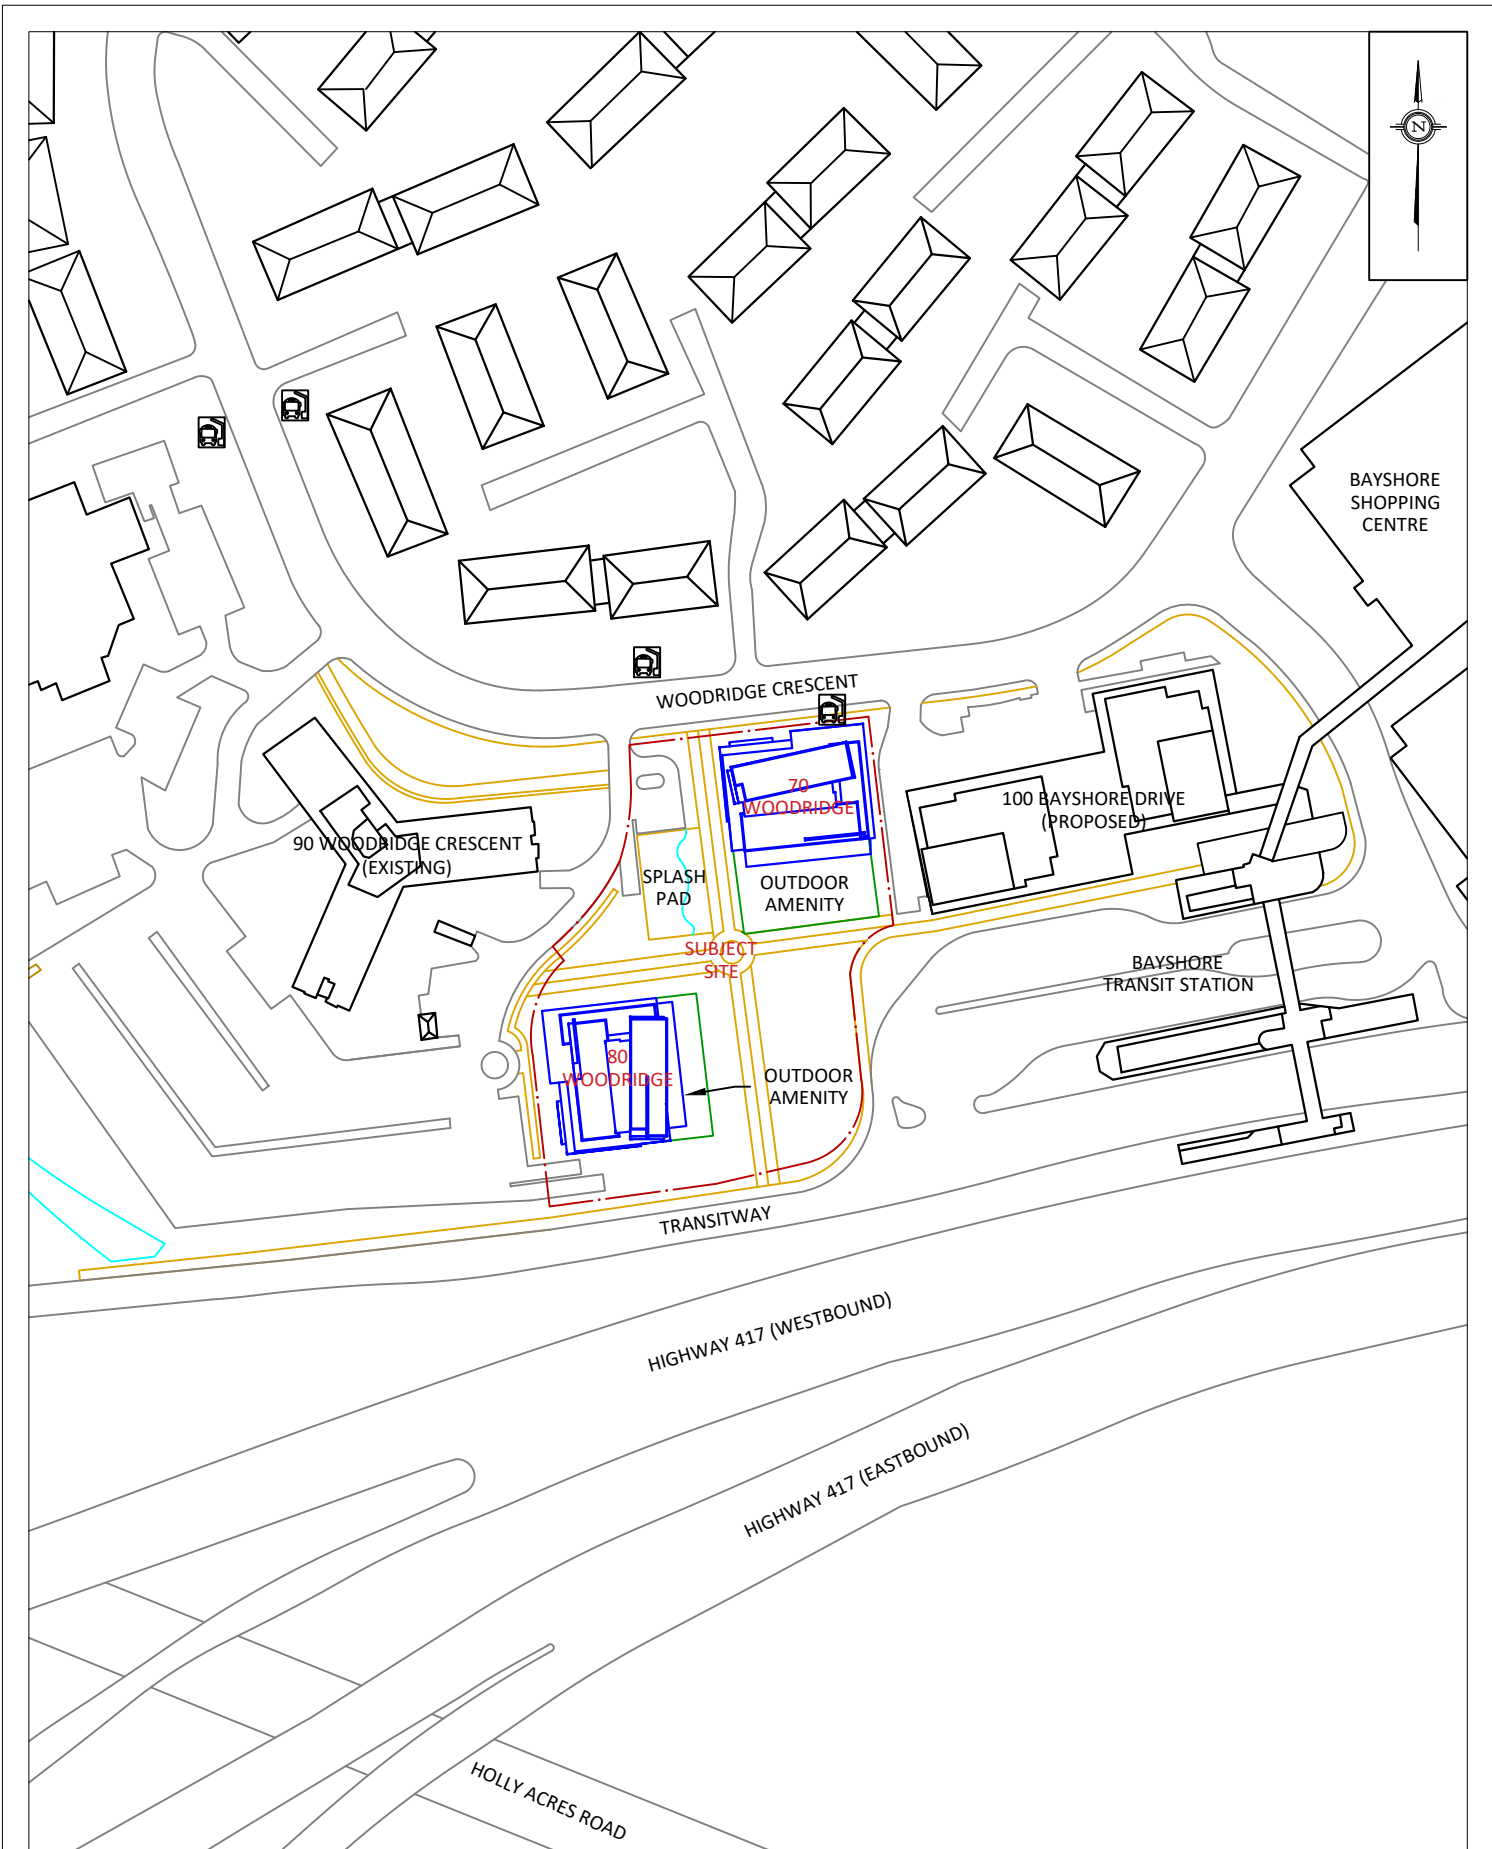 N
BAYSHORE
SHOPPING
CENTRE
WOODRIDGE CRESCENT
70
WOODRIDGE
100 BAYSHORE DRIVE
(PROPOSED)
90 WOODRIDGE CRESCENT
(EXISTING)
SPLASH
PAD
OUTDOOR
AMENITY
SUBJECT
SITE
BAYSHORE
TRANSIT STATION
80
WOODRIDGE
OUTDOOR
AMENITY
TRANSITWAY
HIGHWAY 417 (WESTBOUND)
HIGHWAY 417 (EASTBOUND)
HOLLY ACRES ROAD